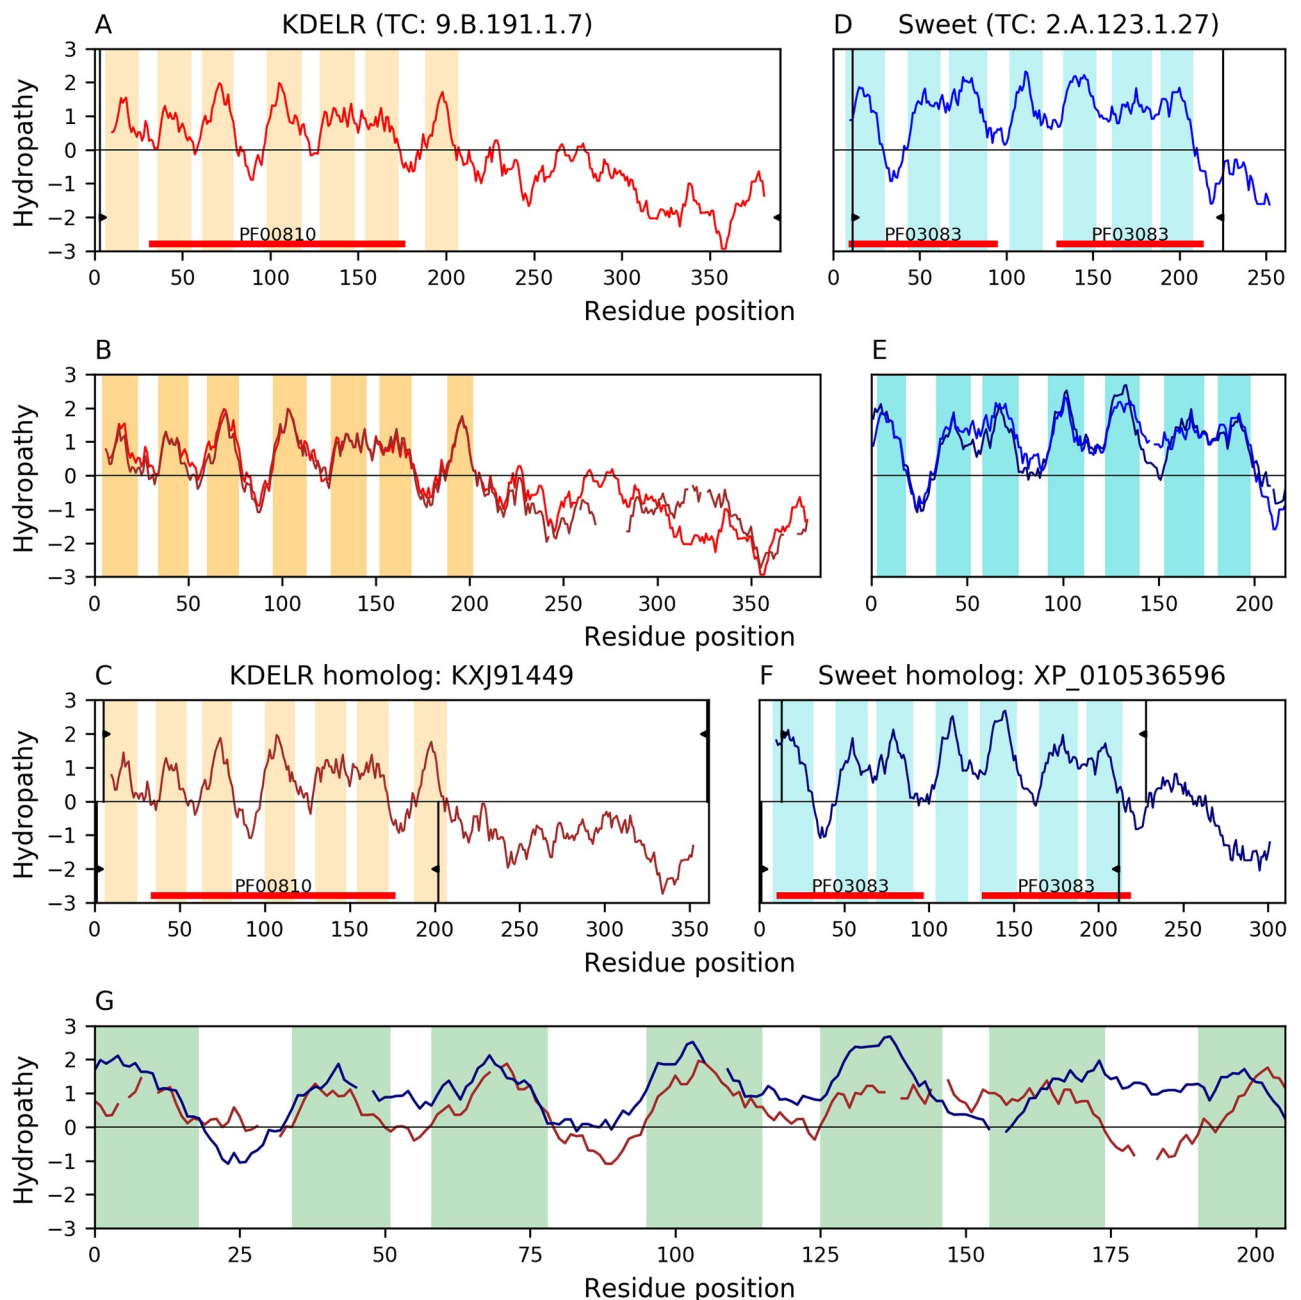 A KDELR (TC: 9.B.191.1.7)
D Sweet (TC: 2.A.123.1.27)
Hydropathy
3
2
1
0
−1
−2
−3
PF00810
0 50 100 150 200 250 300 350
PF03083 PF03083
0 50 100 150 200 250
Residue position
B
E
Hydropathy
3
2
1
0
−1
−2
−3
0 50 100 150 200 250 300 350
0 50 100 150 200
Residue position
C KDELR homolog: KXJ91449
F Sweet homolog: XP_010536596
Hydropathy
3
2
1
0
−1
−2
−3
PF00810
0 50 100 150 200 250 300 350
PF03083 PF03083
0 50 100 150 200 250 300
Residue position
G
Hydropathy
3
2
1
0
−1
−2
−3
0 25 50 75 100 125 150 175 200
Residue position